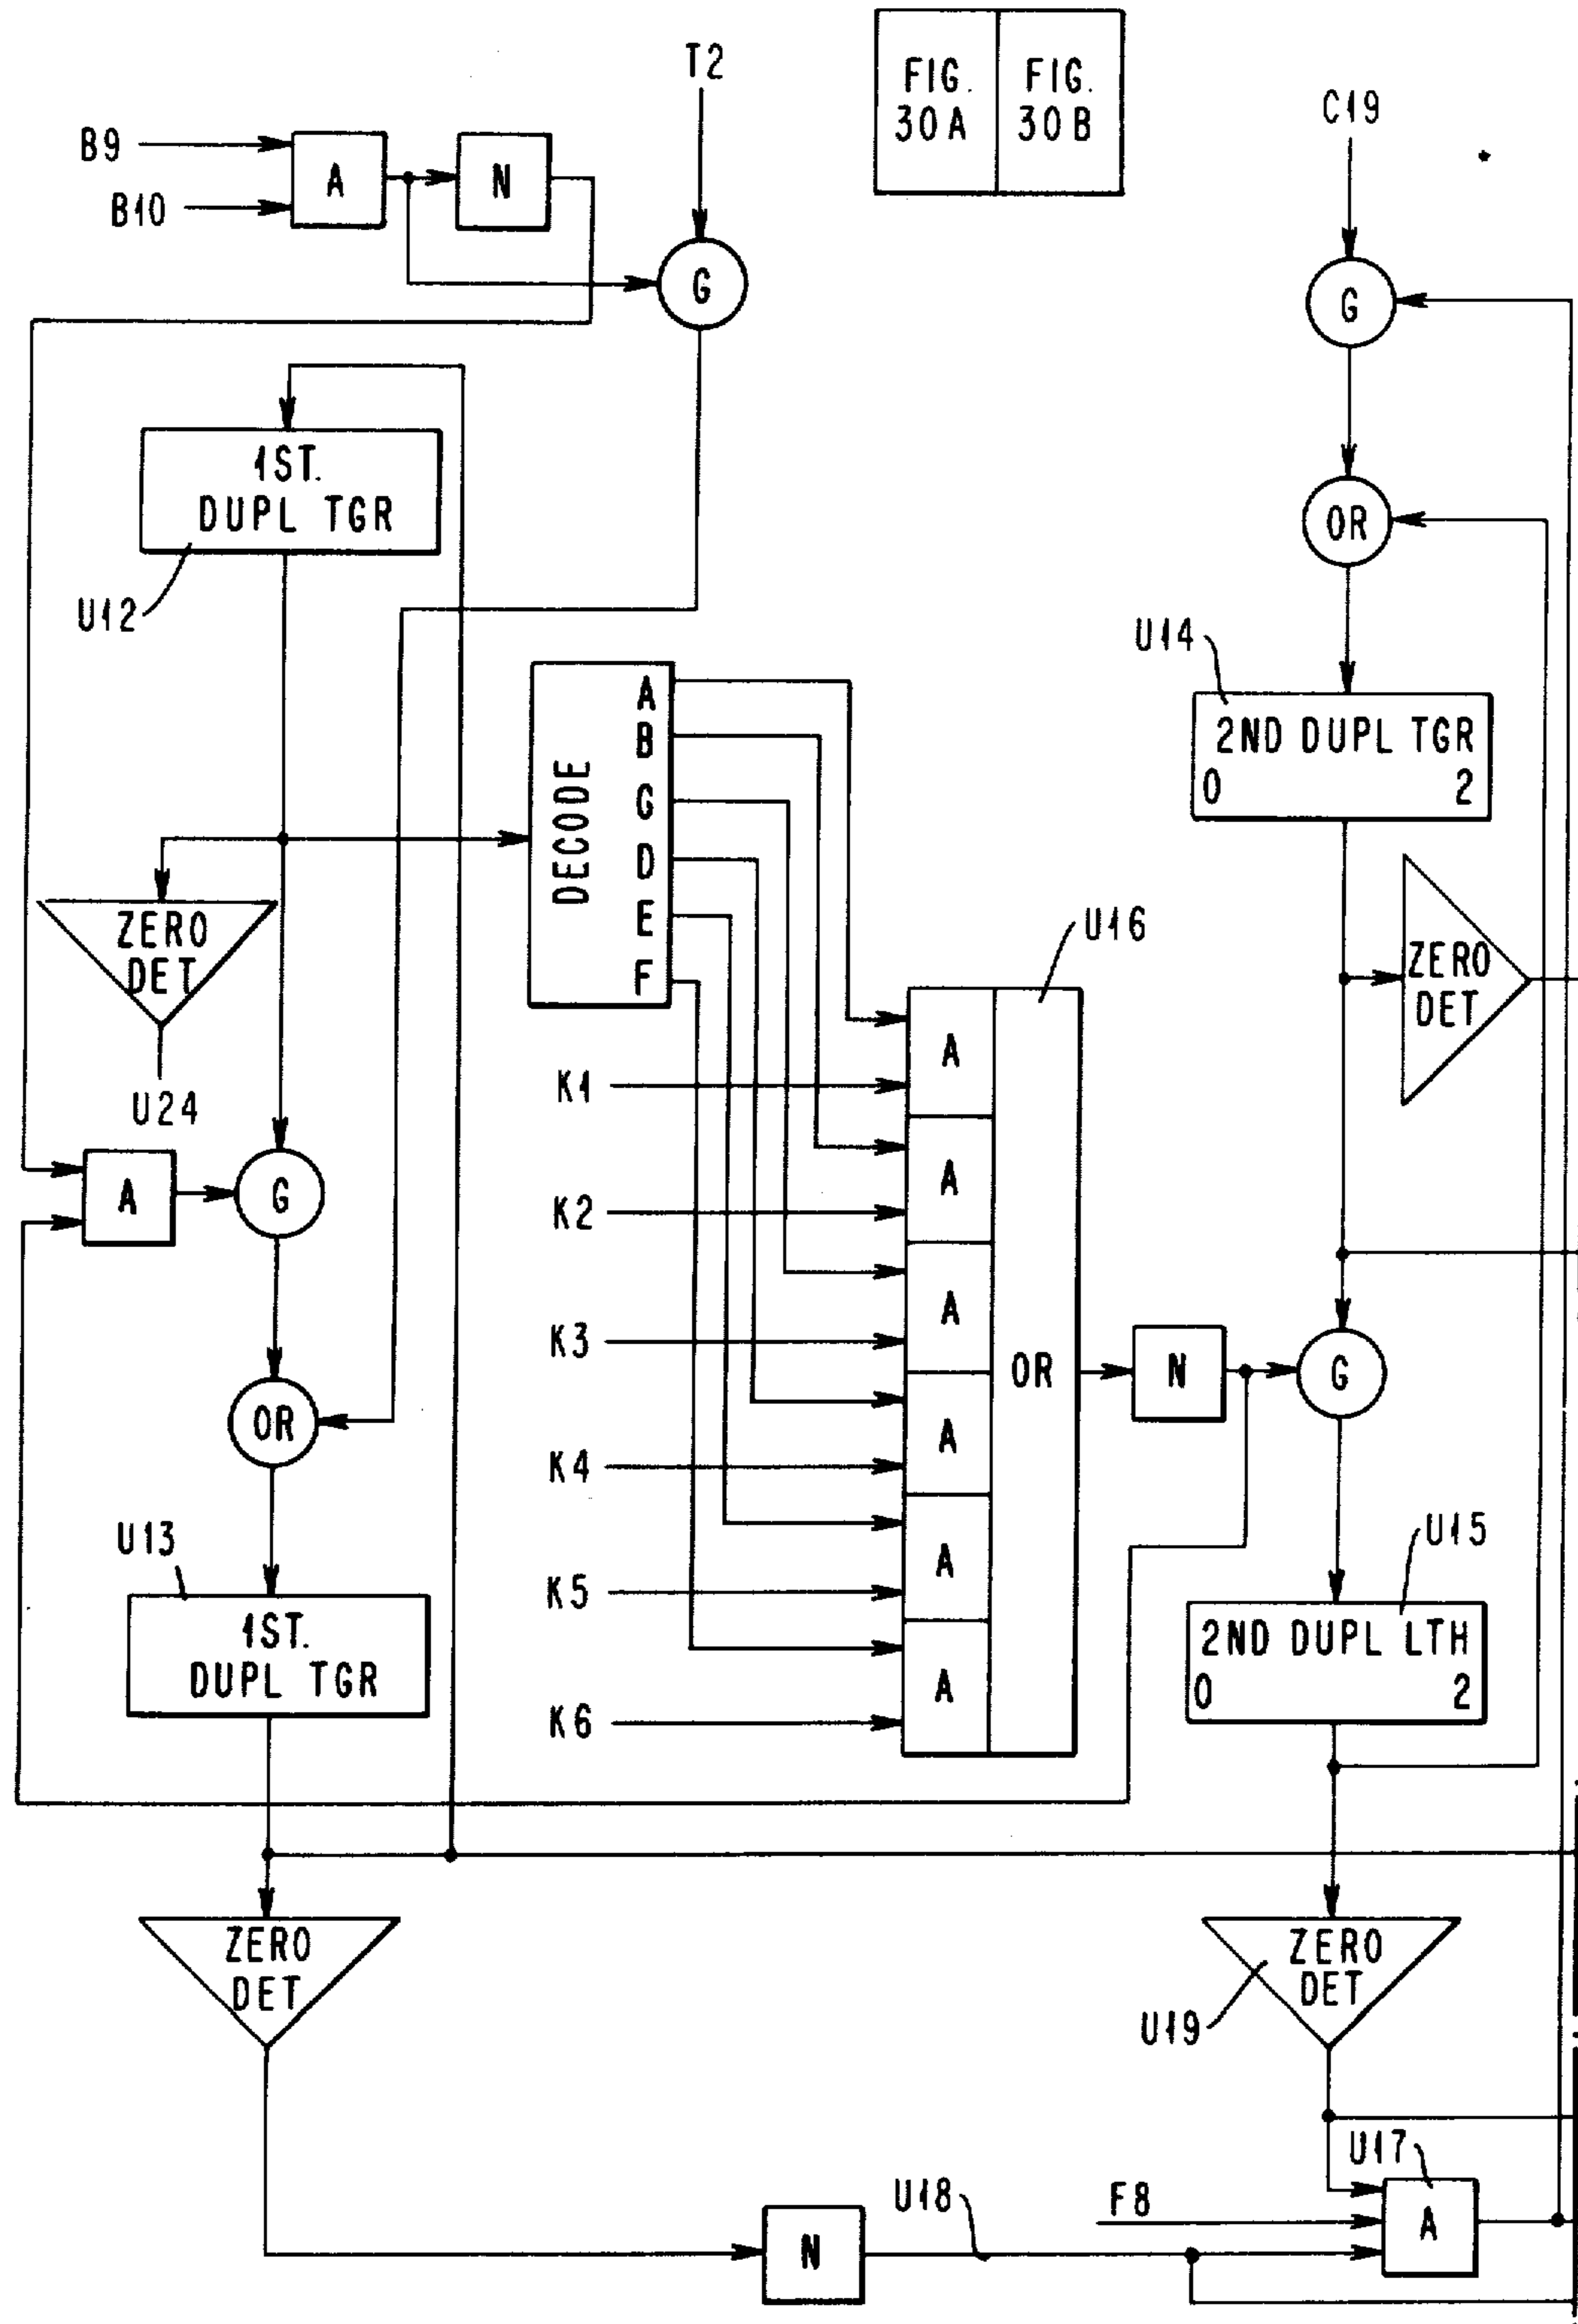 T2
FIG.
30A
FIG.
30B
C19
B9
A
N
B10
G
G
1ST.
DUPL TGR
OR
U12
U14
DECODE
A
B
G
D
E
F
2ND DUPL TGR
0 2
ZERO
DET
U24
U16
ZERO
DET
A
K1
A
G
A
K2
A
K3
OR
N
G
OR
A
K4
U13
U15
A
K5
1ST.
DUPL TGR
2ND DUPL LTH
0 2
A
K6
ZERO
DET
ZERO
DET
U19
U17
U18
F8
A
N